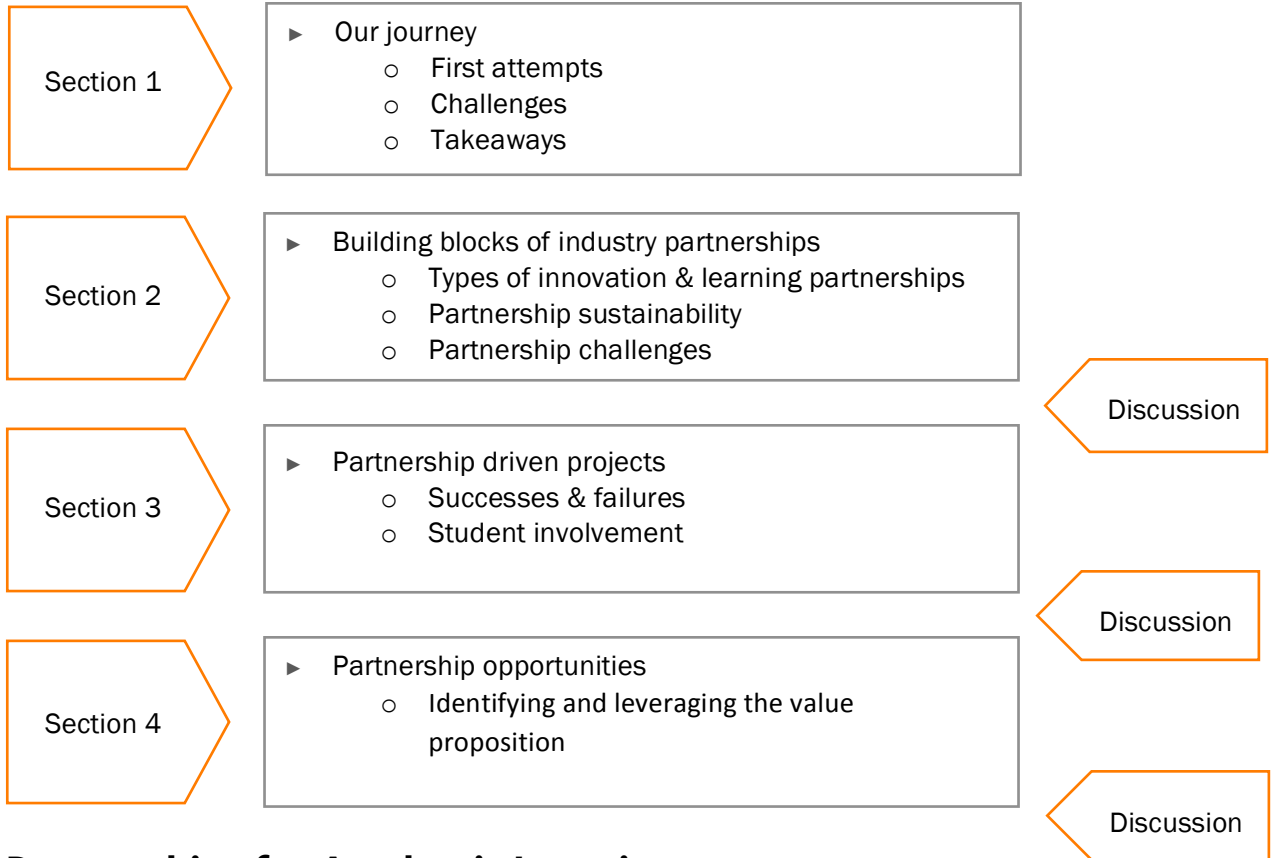 Section 1
► Our journey
o First attempts
o Challenges
o Takeaways
Section 2
► Building blocks of industry partnerships
o Types of innovation & learning partnerships
o Partnership sustainability
o Partnership challenges
Discussion
Section 3
► Partnership driven projects
o Successes & failures
o Student involvement
Discussion
Section 4
► Partnership opportunities
o Identifying and leveraging the value
proposition
Discussion